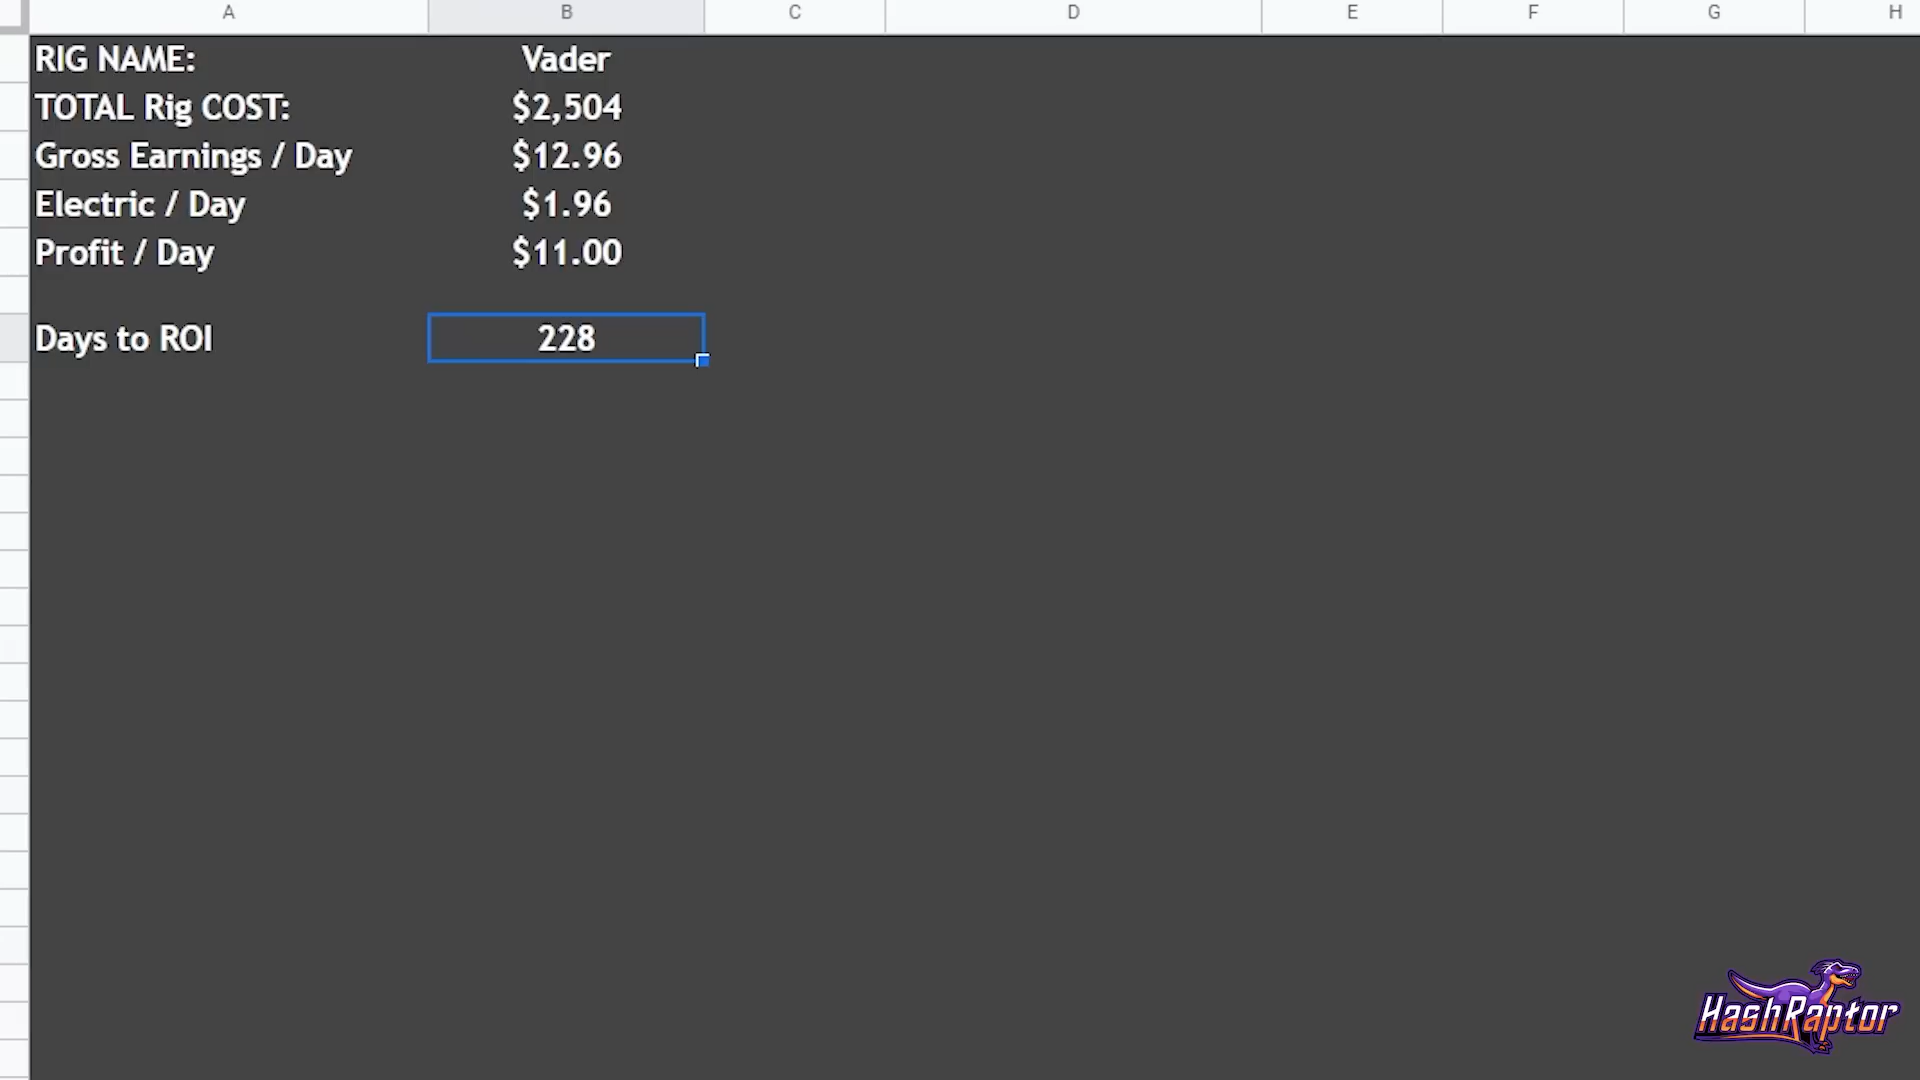 A B C D E F G H
RIG NAME: Vader
TOTAL Rig COST: $2,504
Gross Earnings / Day $12.96
Electric / Day $1.96
Profit / Day $11.00
Days to ROI 228
HashRaptor